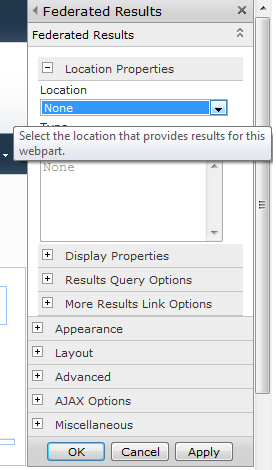 Federated Results
Federated Results
Location Properties
Location
None
Select the location that provides results for this
webpart.
None
Display Properties
Results Query Options
More Results Link Options
Appearance
Layout
Advanced
AJAX Options
Miscellaneous
OK Cancel Apply